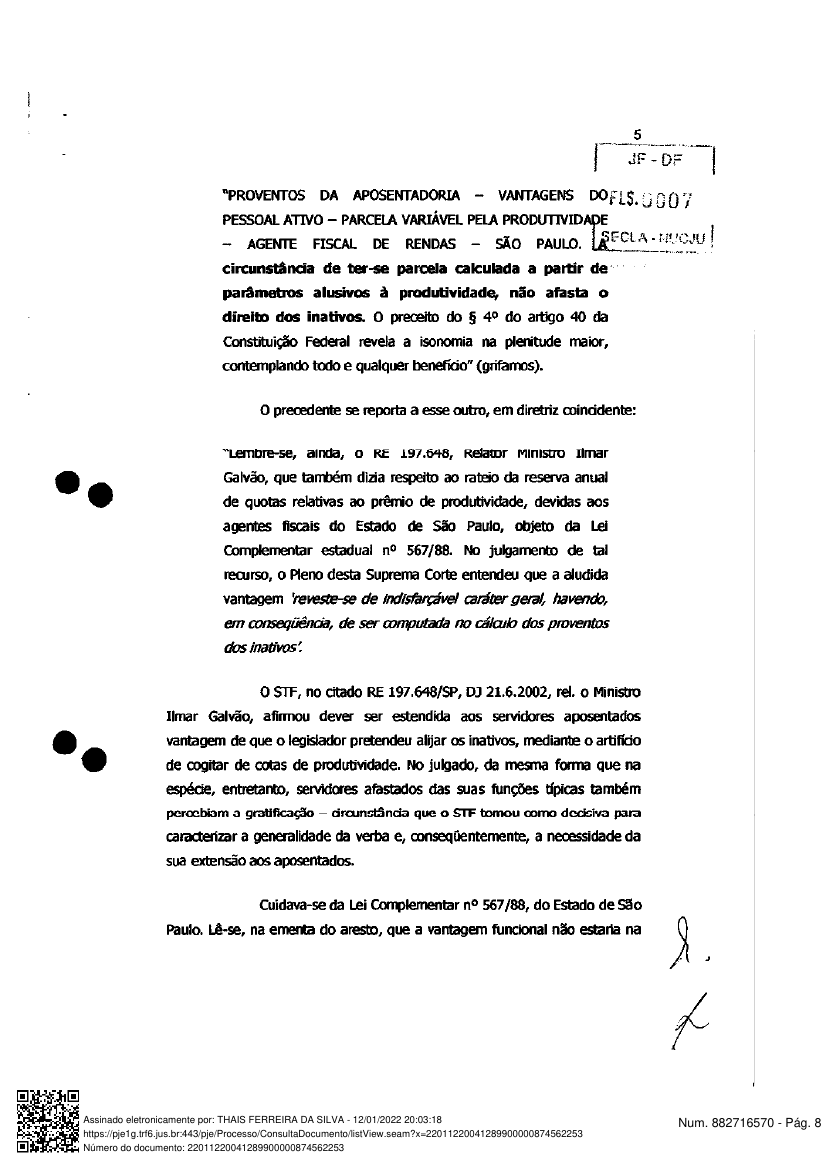 5
JF - DF
FLS. 0007
SECLA - NUCJU
"PROVENTOS DA APOSENTADORIA – VANTAGENS DO
PESSOAL ATIVO – PARCELA VARIÁVEL PELA PRODUTIVIDADE
– AGENTE FISCAL DE RENDAS – SÃO PAULO. A
circunstância de ter-se parcela calculada a partir de
parâmetros alusivos à produtividade, não afasta o
direito dos inativos. O preceito do § 4º do artigo 40 da
Constituição Federal revela a isonomia na plenitude maior,
contemplando todo e qualquer benefício" (grifamos).
O precedente se reporta a esse outro, em diretriz coincidente:
"Lembre-se, ainda, o RE 197.648, Relator Ministro Ilmar
Galvão, que também dizia respeito ao rateio da reserva anual
de quotas relativas ao prêmio de produtividade, devidas aos
agentes fiscais do Estado de São Paulo, objeto da Lei
Complementar estadual nº 567/88. No julgamento de tal
recurso, o Pleno desta Suprema Corte entendeu que a aludida
vantagem 'reveste-se de indisfarçável caráter geral, havendo,
em conseqüência, de ser computada no cálculo dos proventos
dos inativos'.
O STF, no citado RE 197.648/SP, DJ 21.6.2002, rel. o Ministro
Ilmar Galvão, afirmou dever ser estendida aos servidores aposentados
vantagem de que o legislador pretendeu alijar os inativos, mediante o artifício
de cogitar de cotas de produtividade. No julgado, da mesma forma que na
espécie, entretanto, servidores afastados das suas funções típicas também
percebiam a gratificação – circunstância que o STF tomou como decisiva para
caracterizar a generalidade da verba e, conseqüentemente, a necessidade da
sua extensão aos aposentados.
Cuidava-se da Lei Complementar nº 567/88, do Estado de São
Paulo. Lê-se, na ementa do aresto, que a vantagem funcional não estaria na
Assinado eletronicamente por: THAIS FERREIRA DA SILVA - 12/01/2022 20:03:18
https://pje1g.trf6.jus.br:443/pje/Processo/ConsultaDocumento/listView.seam?x=22011220041289900000874562253
Número do documento: 22011220041289900000874562253
Num. 882716570 - Pág. 8